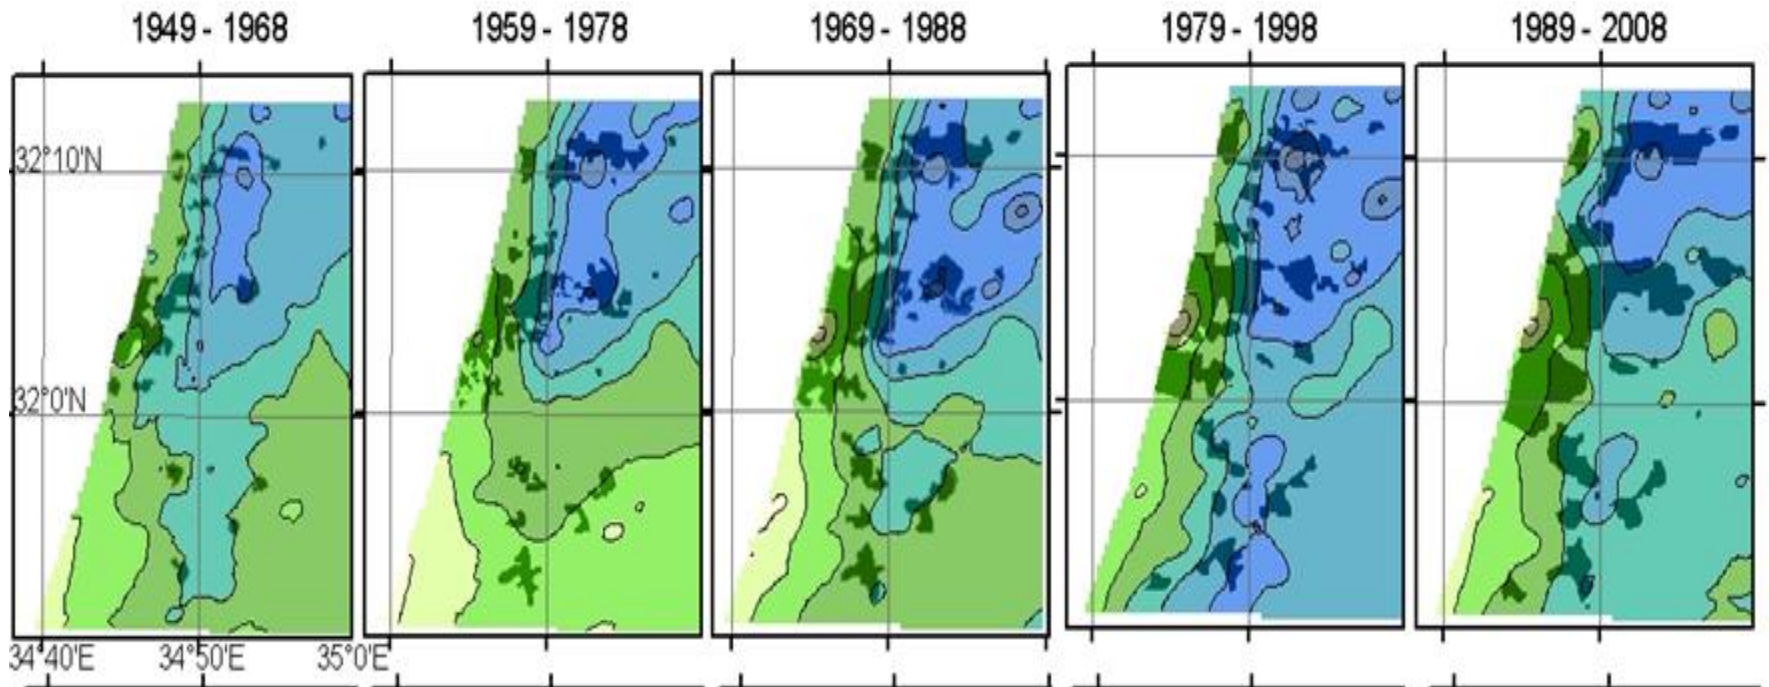 1949 - 1968
1959 - 1978
1969 - 1988
1979 - 1998
1989 - 2008
32°10'N
32°0'N
34°40'E
34°50'E
35°0'E